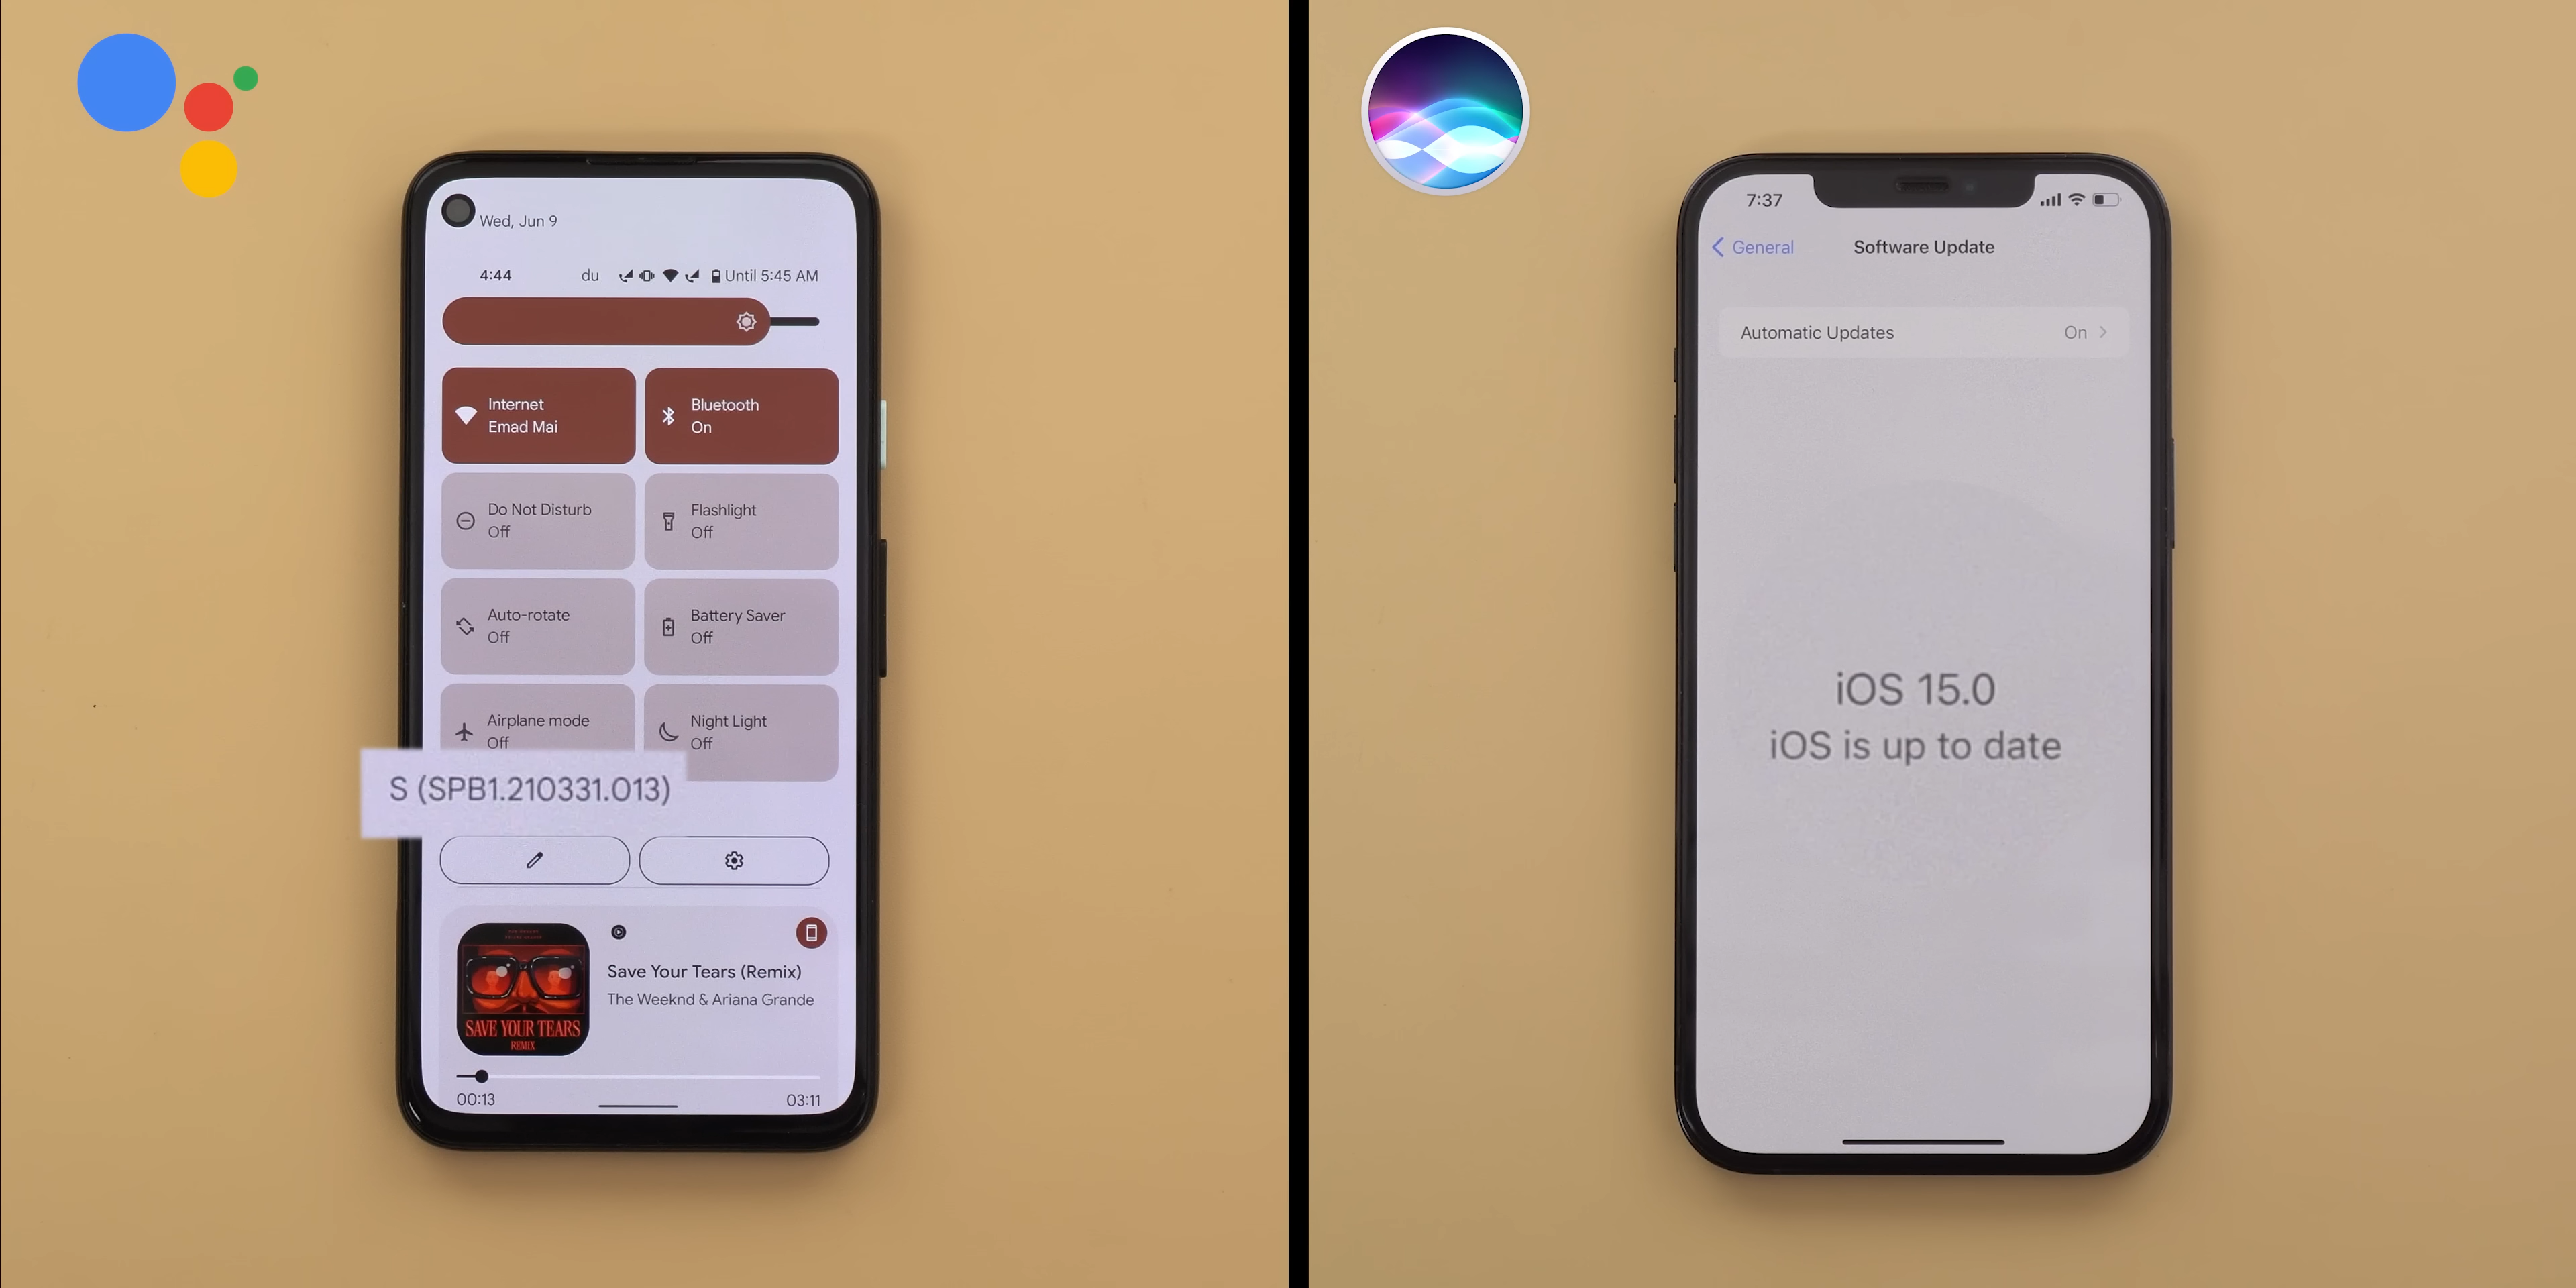 Wed, Jun 9
4:44 du Until 5:45 AM
Internet
Emad Mai
Bluetooth
On
Do Not Disturb
Off
Flashlight
Off
Auto-rotate
Off
Battery Saver
Off
Airplane mode
Off
Night Light
Off
S (SPB1.210331.013)
SAVE YOUR TEARS
REMIX
Save Your Tears (Remix)
The Weeknd & Ariana Grande
00:13
03:11
7:37
General
Software Update
Automatic Updates
On
iOS 15.0
iOS is up to date